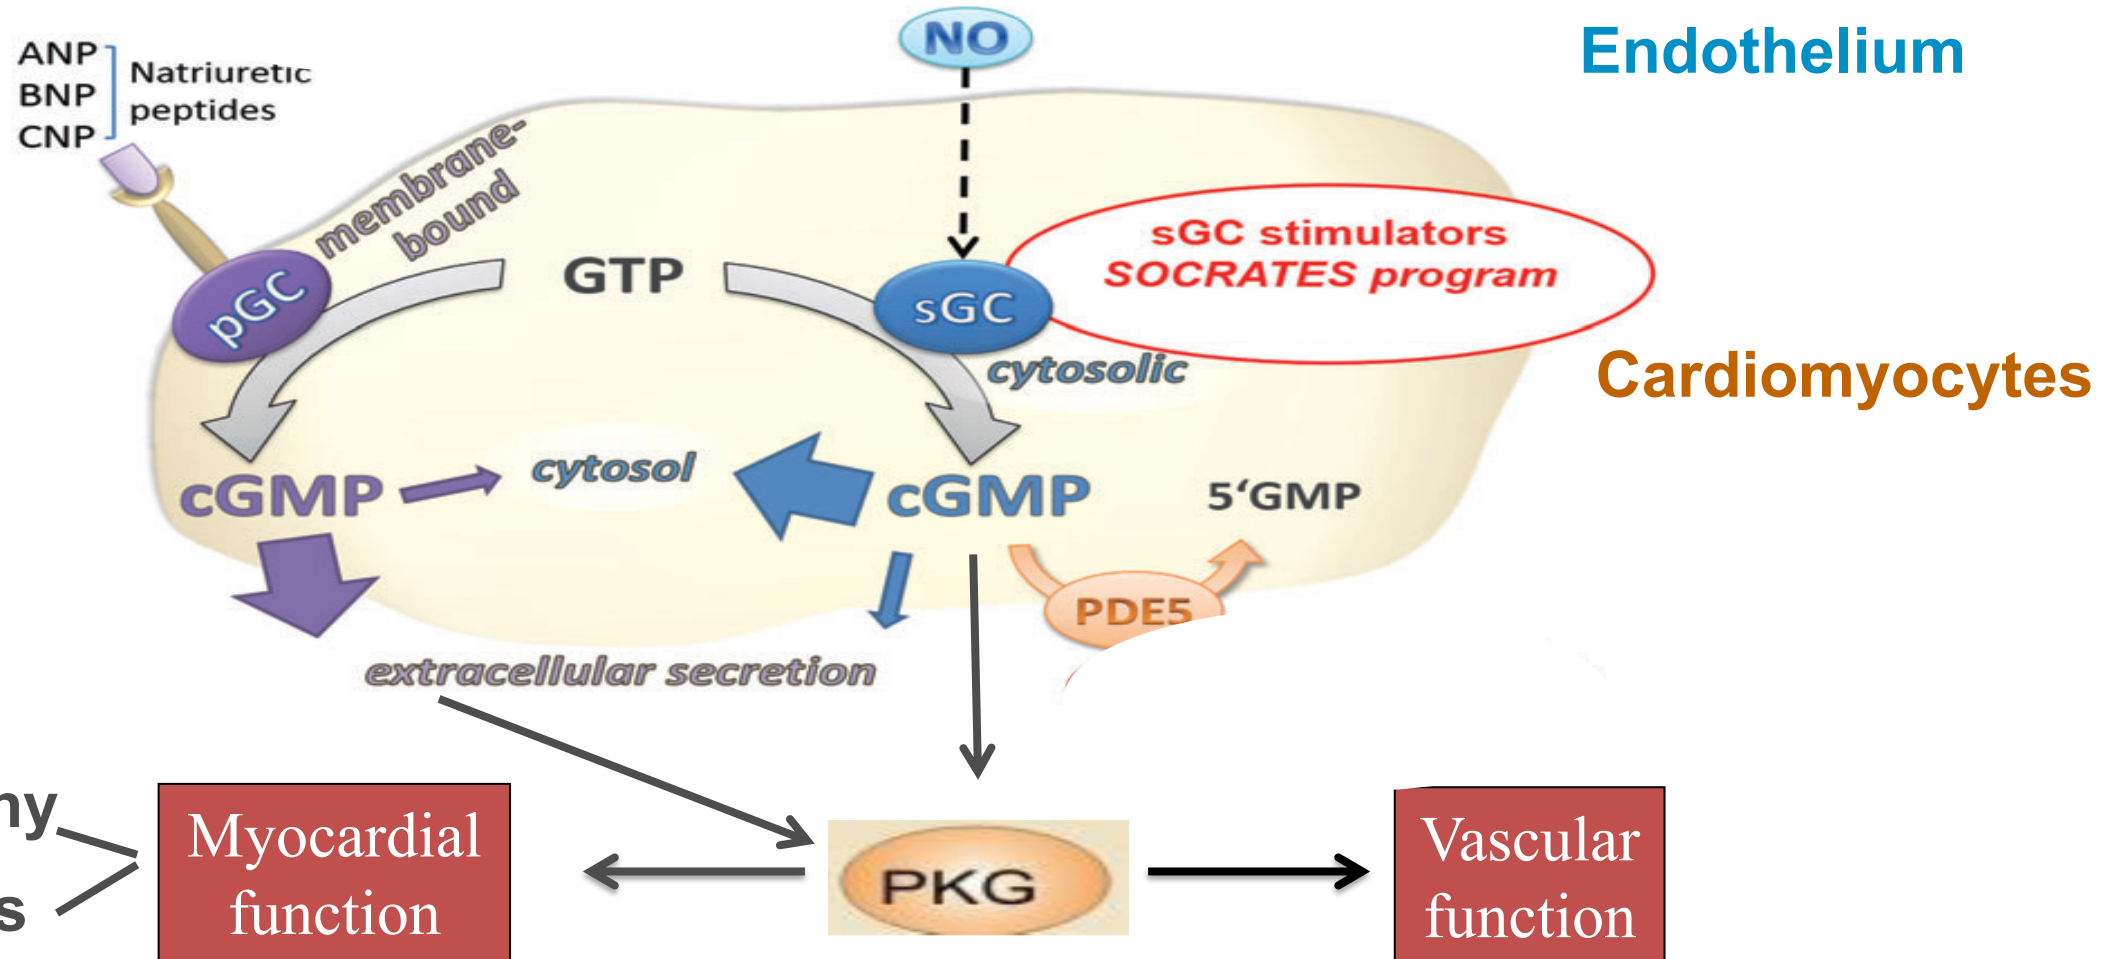 ANP
BNP
CNP
Natriuretic
peptides
NO
Endothelium
membrane-
bound
pGC
GTP
sGC
sGC stimulators
SOCRATES program
cytosolic
Cardiomyocytes
cGMP
cytosol
cGMP
5‘GMP
PDE5
extracellular secretion
Myocardial
function
PKG
Vascular
function